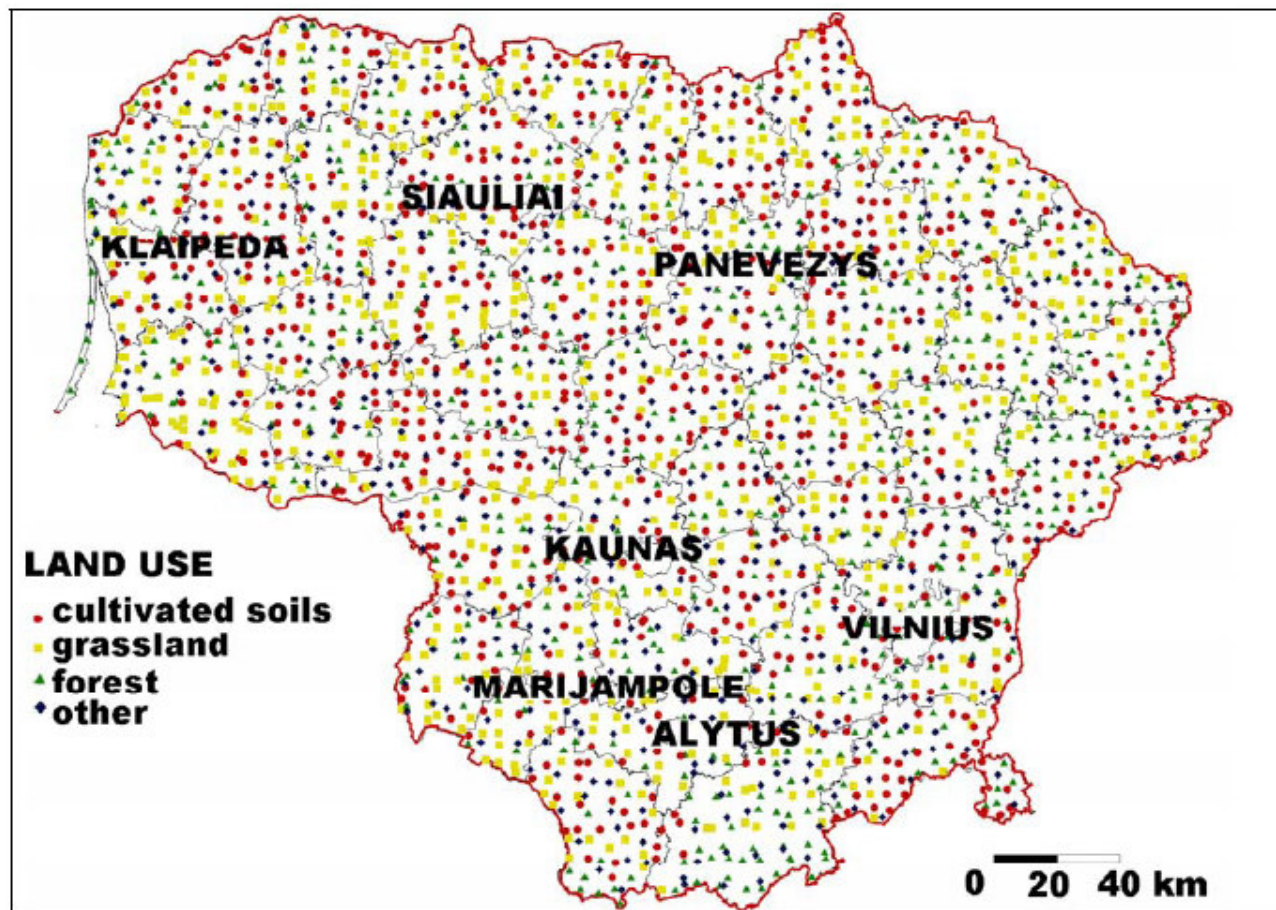 SIAULIAI
KLAIPEDA
PANEVEZYS
KAUNAS
LAND USE
cultivated soils
grassland
forest
other
VILNIUS
MARIJAMPOLE
ALYTUS
0 20 40 km